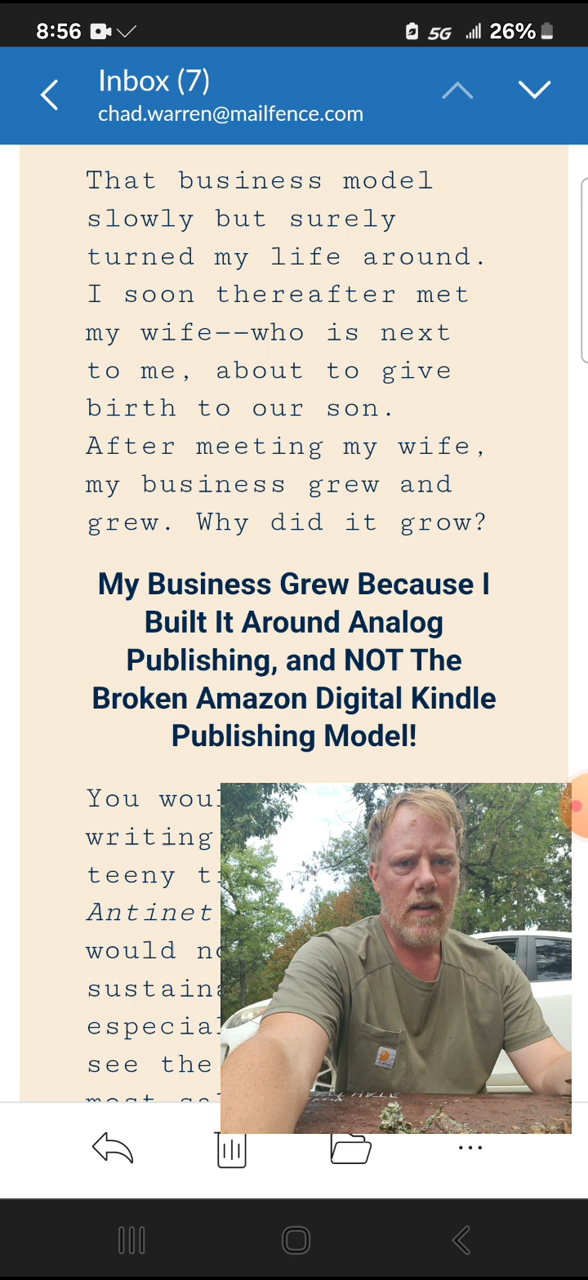 8:56
5G
26%
Inbox (7)
chad.warren@mailfence.com
That business model
slowly but surely
turned my life around.
I soon thereafter met
my wife--who is next
to me, about to give
birth to our son.
After meeting my wife,
my business grew and
grew. Why did it grow?
My Business Grew Because I
Built It Around Analog
Publishing, and NOT The
Broken Amazon Digital Kindle
Publishing Model!
You
writing
teeny
Antinet
would
see the